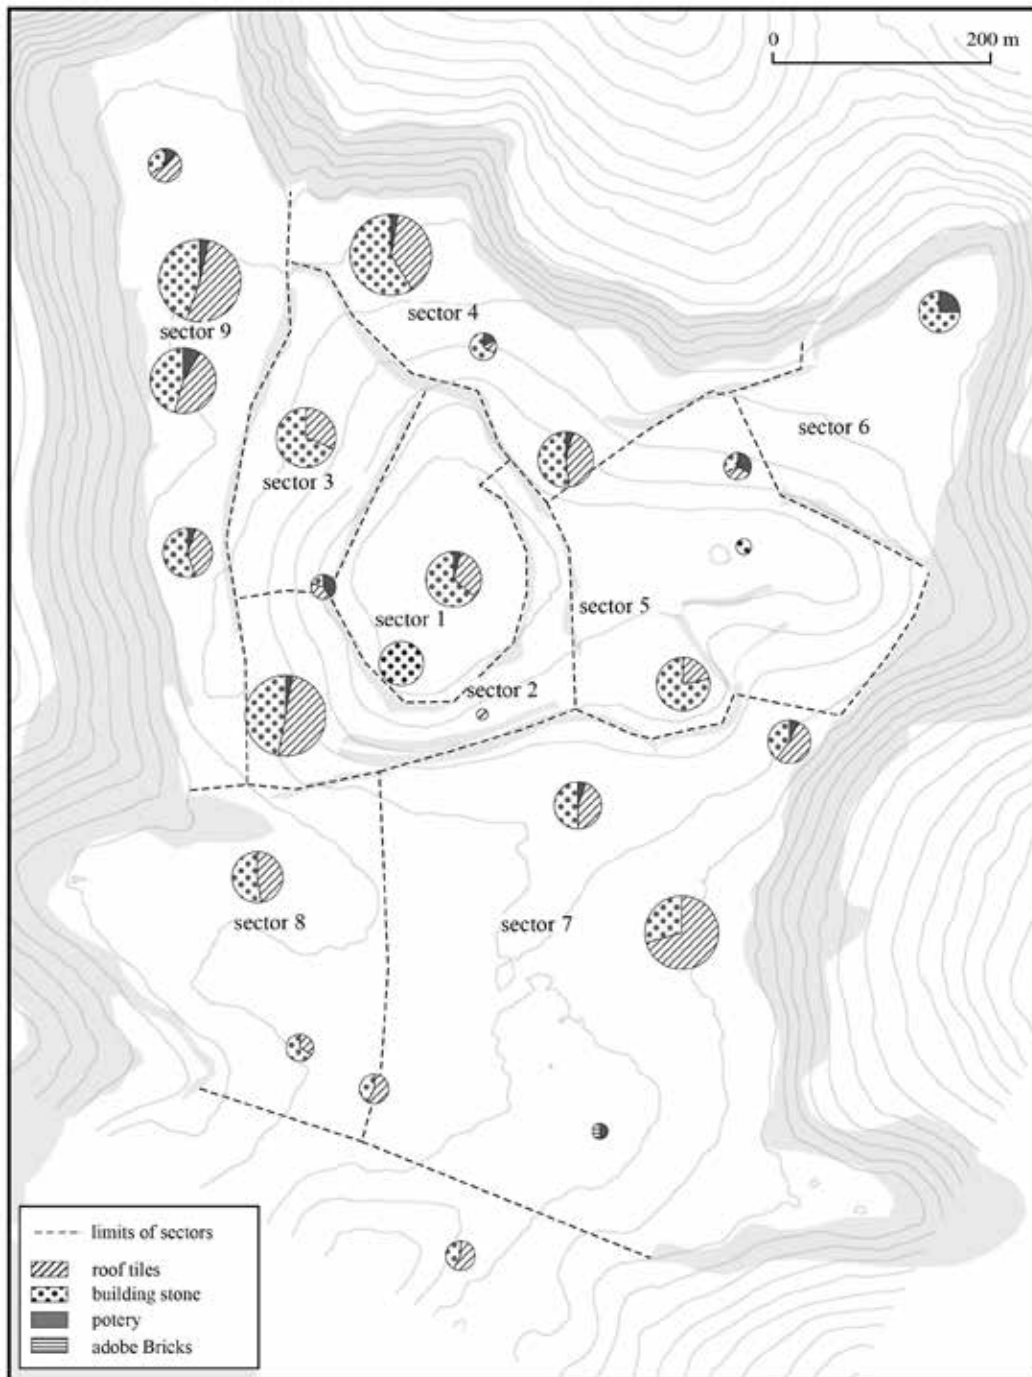 0 200 m
sector 9
sector 4
sector 6
sector 3
sector 5
sector 1
sector 2
sector 8
sector 7
limits of sectors
roof tiles
building stone
potery
adobe Bricks